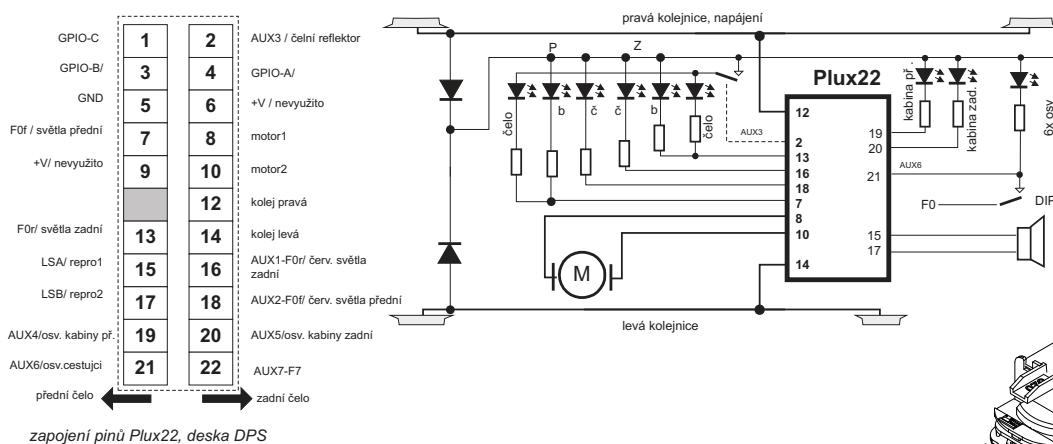 GPIO-C 1 2 AUX3 / čelní reflektor
GPIO-B/ 3 4 GPIO-A/
GND 5 6 +V / nevyužito
F0f / světla přední 7 8 motor1
+V/ nevyužito 9 10 motor2
12 kolej pravá
F0r/ světla zadní 13 14 kolej levá
LSA/ repro1 15 16 AUX1-F0r/ červ. světla
zadní
LSB/ repro2 17 18 AUX2-F0f/ červ. světla přední
AUX4/osv. kabiny př. 19 20 AUX5/osv. kabiny zadní
AUX6/osv.cestujci 21 22 AUX7-F7
přední čelo
zadní čelo
zapojení pinů Plux22, deska DPS
pravá kolejnice, napájení
P
Z
čelo
b
č
č
b
čelo
AUX3
Plux22
12
2
13
16
18
7
8
10
14
19
20
21
15
17
kabina př.
kabina zad.
6x osv
AUX6
F0
DIP
M
levá kolejnice